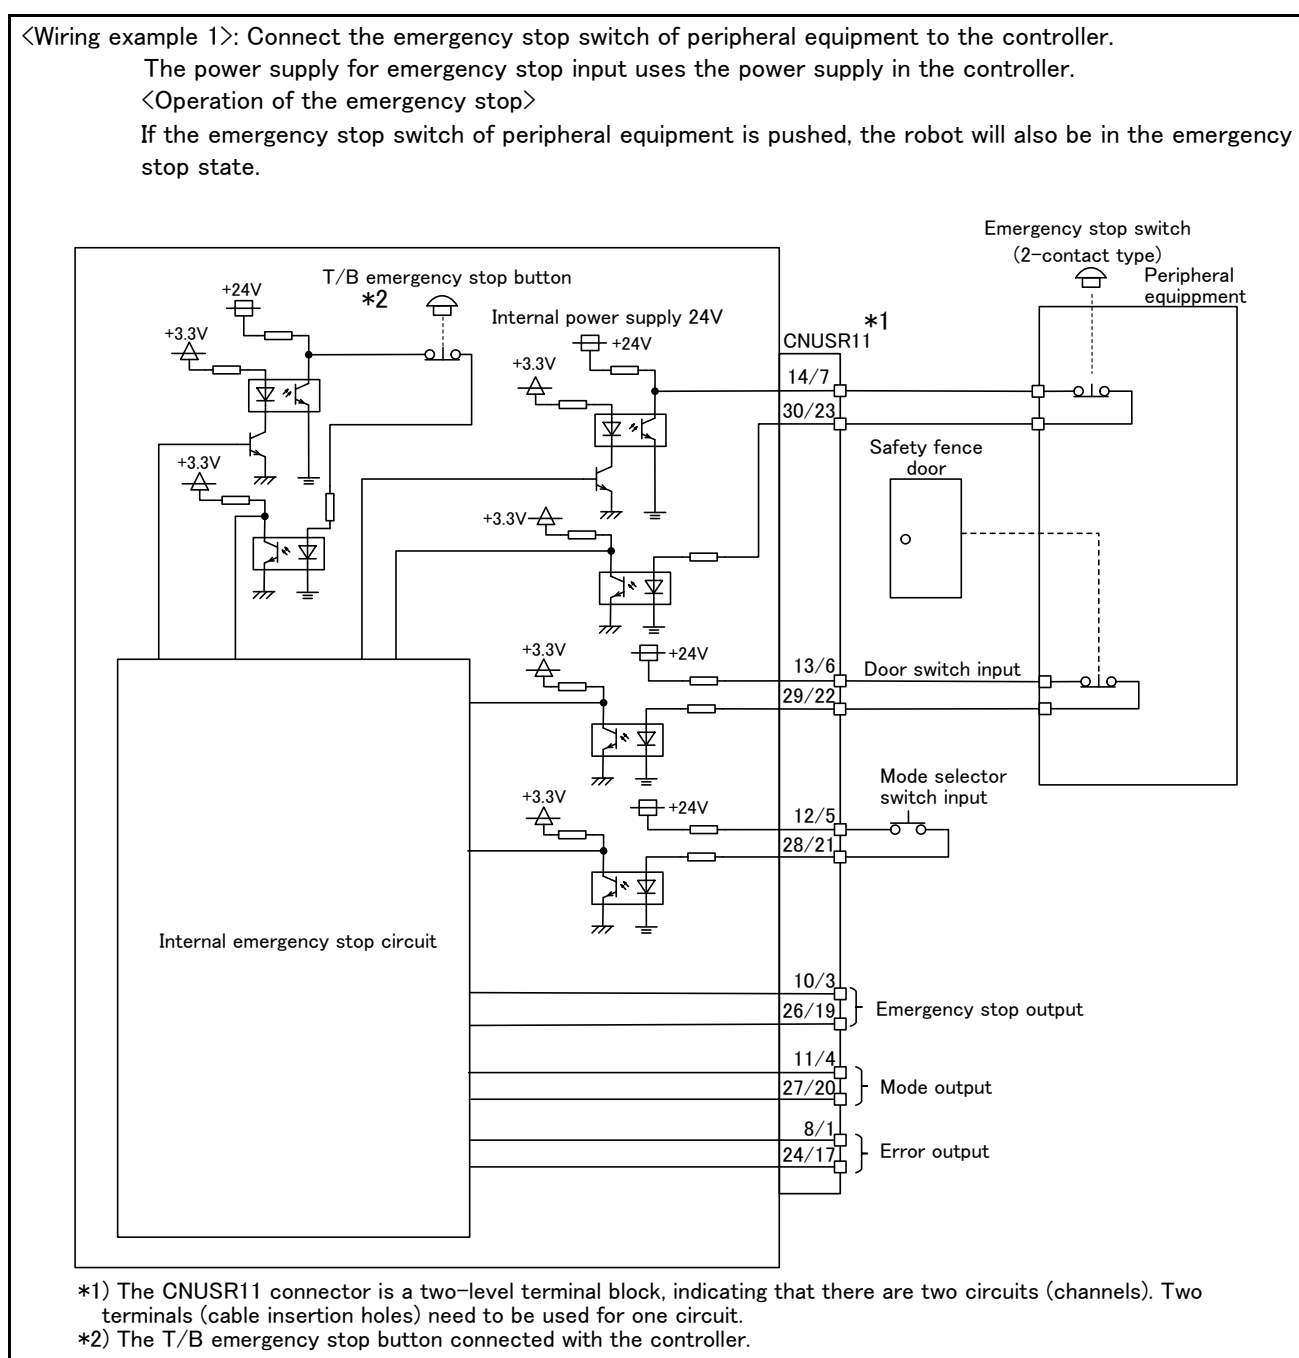 <Wiring example 1>: Connect the emergency stop switch of peripheral equipment to the controller.
The power supply for emergency stop input uses the power supply in the controller.
<Operation of the emergency stop>
If the emergency stop switch of peripheral equipment is pushed, the robot will also be in the emergency
stop state.
Emergency stop switch
(2-contact type)
Peripheral
equippment
T/B emergency stop button
*2
+24V
+3.3V
Internal power supply 24V
+24V
+3.3V
*1
CNUSR11
14/7
30/23
Safety fence
door
+3.3V
+3.3V
+3.3V
+24V
13/6
Door switch input
29/22
Mode selector
switch input
+3.3V
+24V
12/5
28/21
Internal emergency stop circuit
10/3
26/19
Emergency stop output
11/4
27/20
Mode output
8/1
24/17
Error output
*1) The CNUSR11 connector is a two-level terminal block, indicating that there are two circuits (channels). Two
terminals (cable insertion holes) need to be used for one circuit.
*2) The T/B emergency stop button connected with the controller.